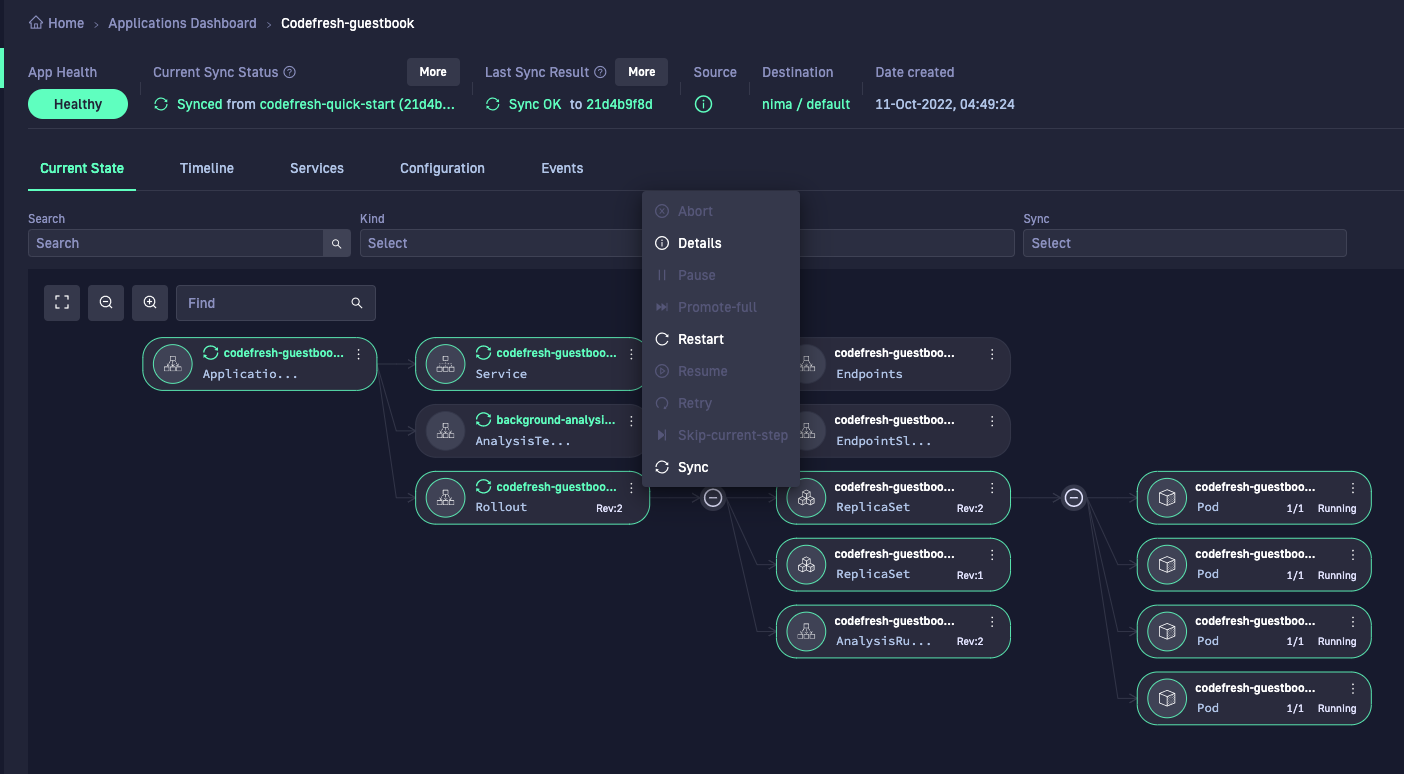 Home › Applications Dashboard › Codefresh-guestbook
App Health
Healthy
Current Sync Status
More
Synced from codefresh-quick-start (21d4b...
Last Sync Result
More
Sync OK to 21d4b9f8d
Source
Destination
nima / default
Date created
11-Oct-2022, 04:49:24
Current State
Timeline
Services
Configuration
Events
Search
Search
Kind
Select
Sync
Select
Find
Abort
Details
Pause
Promote-full
Restart
Resume
Retry
Skip-current-step
Sync
codefresh-guestboo...
Applicatio...
codefresh-guestboo...
Service
background-analysi...
AnalysisTe...
codefresh-guestboo...
Rollout Rev:2
codefresh-guestboo...
Endpoints
codefresh-guestboo...
EndpointSl...
codefresh-guestboo...
ReplicaSet Rev:2
codefresh-guestboo...
ReplicaSet Rev:1
codefresh-guestboo...
AnalysisRu... Rev:2
codefresh-guestboo...
Pod 1/1 Running
codefresh-guestboo...
Pod 1/1 Running
codefresh-guestboo...
Pod 1/1 Running
codefresh-guestboo...
Pod 1/1 Running